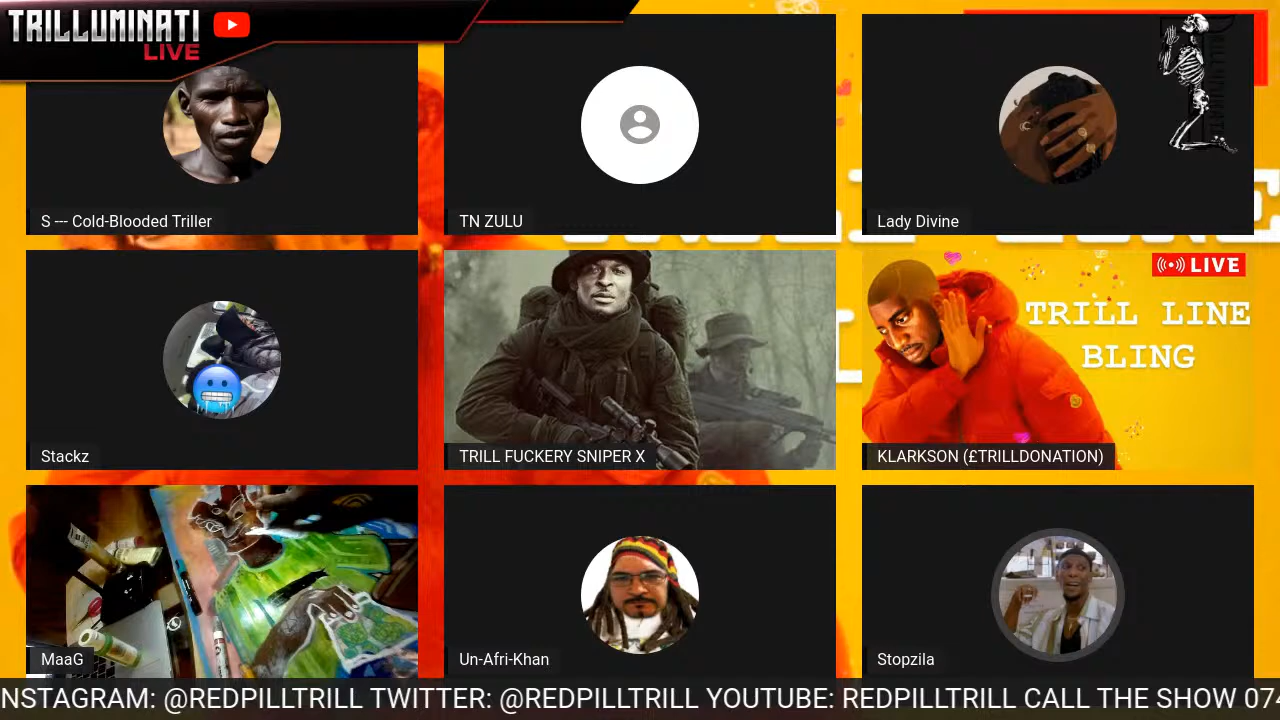 TRILLUMINATI
LIVE
S --- Cold-Blooded Triller
TN ZULU
Lady Divine
Stackz
TRILL FUCKERY SNIPER X
LIVE
TRILL LINE
BLING
KLARKSON (£TRILLDONATION)
MaaG
Un-Afri-Khan
Stopzila
NSTAGRAM: @REDPILLTRILL TWITTER: @REDPILLTRILL YOUTUBE: REDPILLTRILL CALL THE SHOW 07